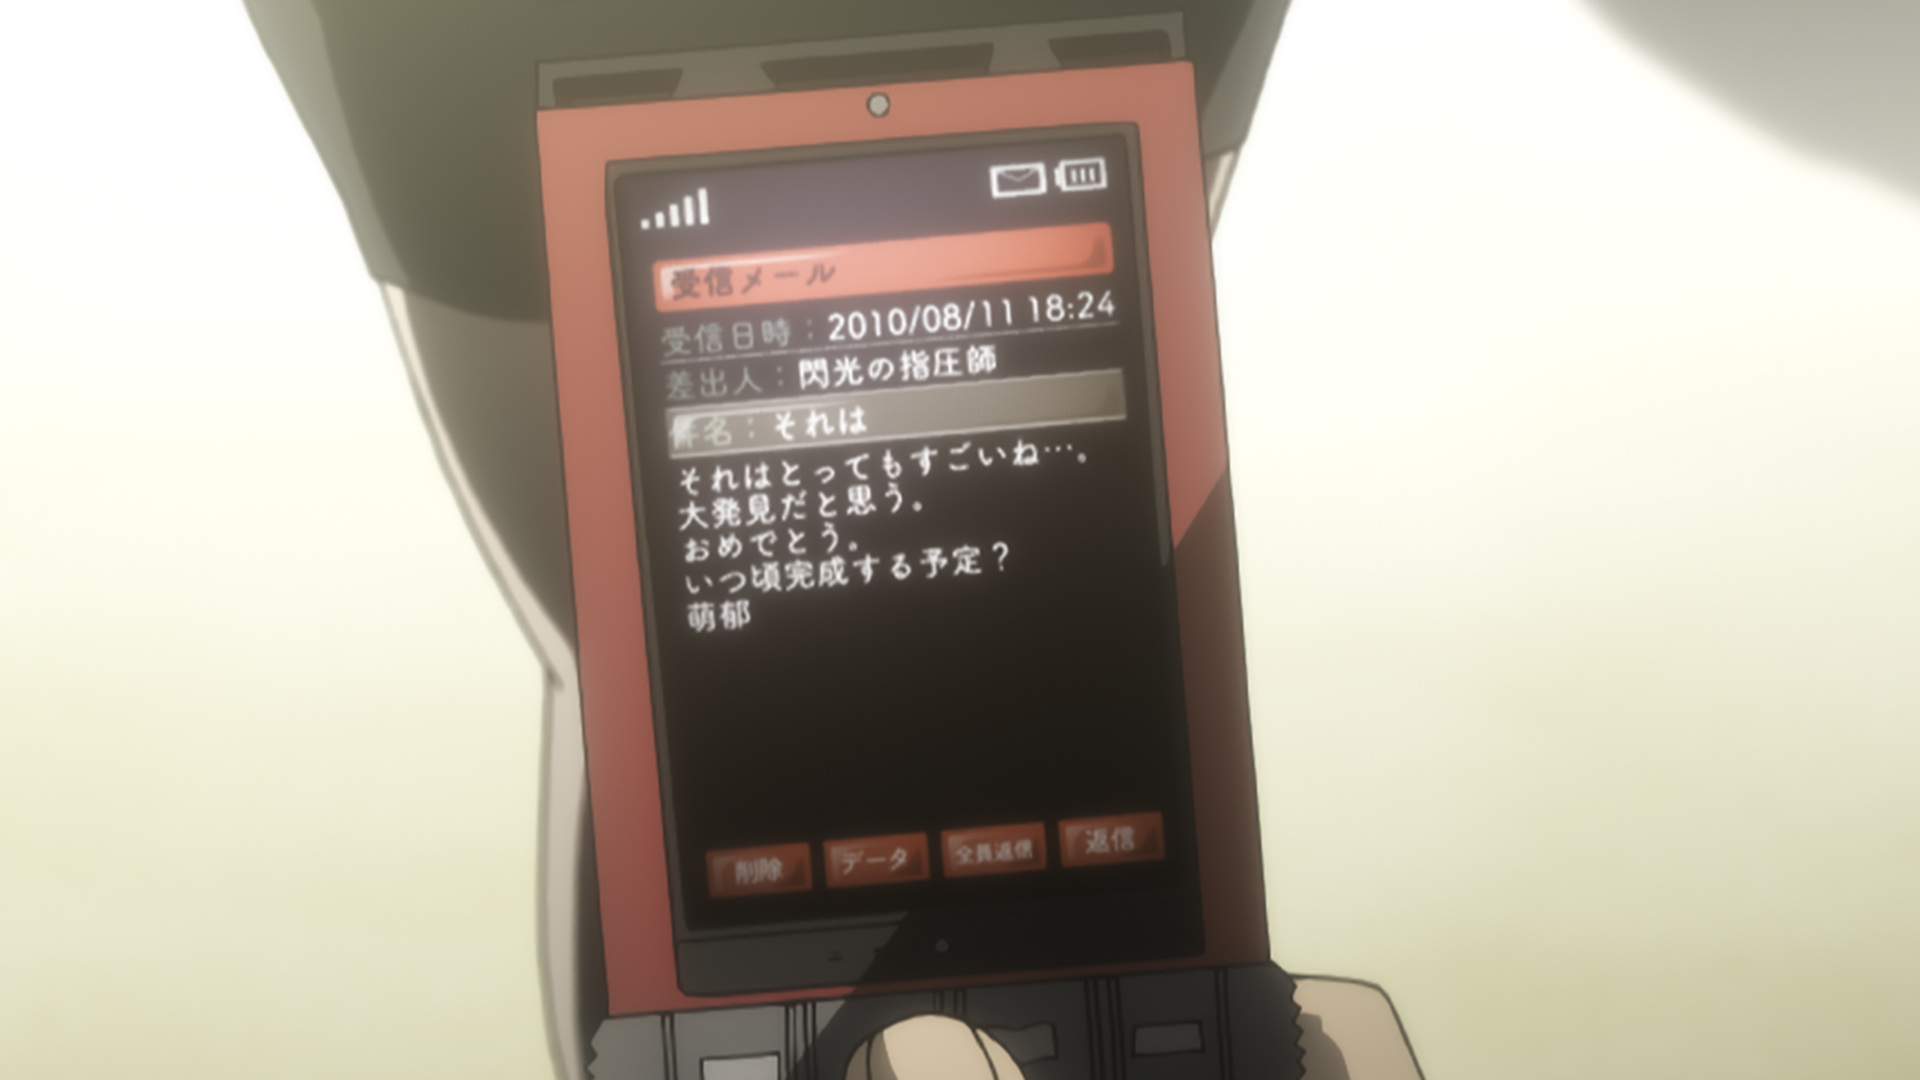 受信メール
受信日時：2010/08/11 18:24
差出人：閃光の指圧師
件名：それは
それはとってもすごいね…。
大発見だと思う。
おめでとう。
いつ頃完成する予定？
萌郁
削除 データ 全員返信 返信